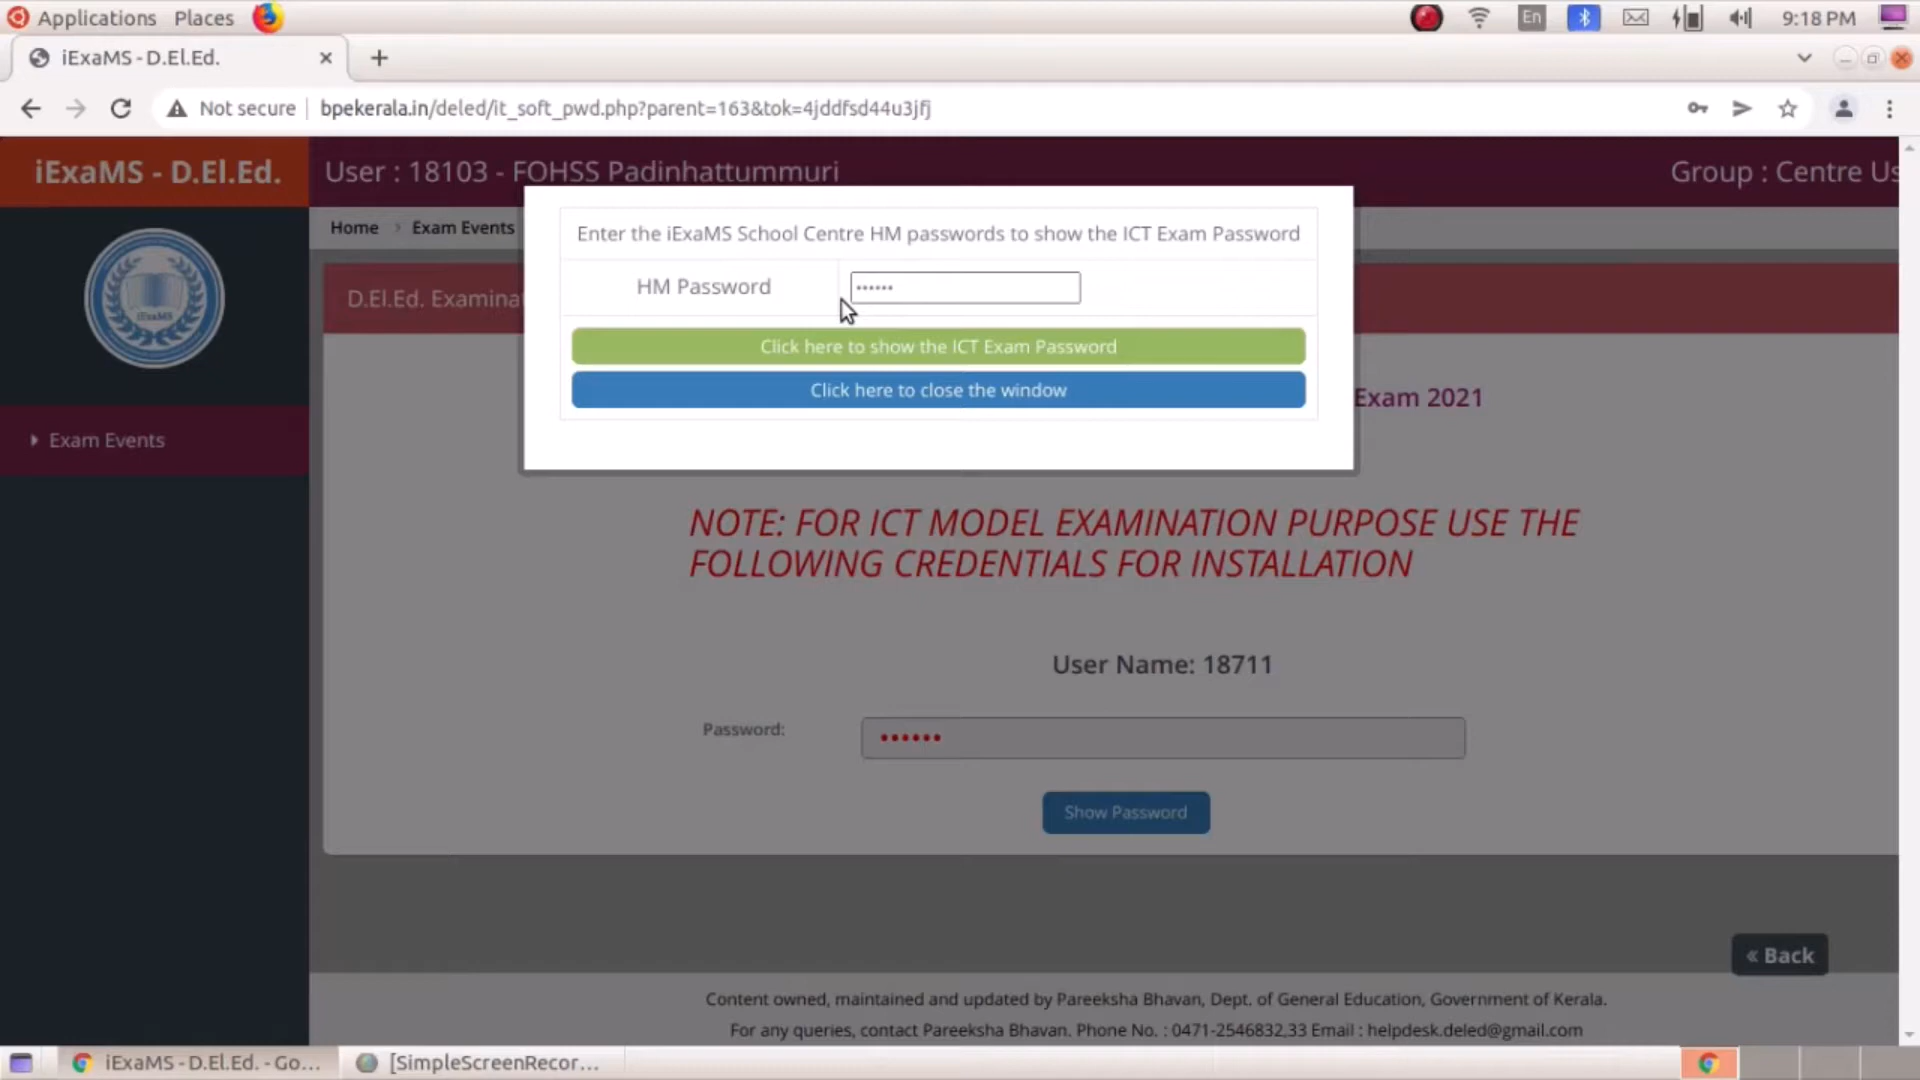 Applications Places En 9:18 PM
iExaMS - D.El.Ed.
Not secure bpekerala.in/deled/it_soft_pwd.php?parent=163&tok=4jddfsd44u3jfj
iExaMS - D.El.Ed. User : 18103 - FOHSS Padinhattummuri Group : Centre Us
Home Exam Events
Enter the iExaMS School Centre HM passwords to show the ICT Exam Password
HM Password ••••••
D.El.Ed. Examina
Click here to show the ICT Exam Password
Click here to close the window
Exam 2021
Exam Events
NOTE: FOR ICT MODEL EXAMINATION PURPOSE USE THE
FOLLOWING CREDENTIALS FOR INSTALLATION
User Name: 18711
Password: ••••••
Show Password
« Back
Content owned, maintained and updated by Pareeksha Bhavan, Dept. of General Education, Government of Kerala.
For any queries, contact Pareeksha Bhavan. Phone No. : 0471-2546832,33 Email : helpdesk.deled@gmail.com
iExaMS - D.El.Ed. - Go... [SimpleScreenRecor...